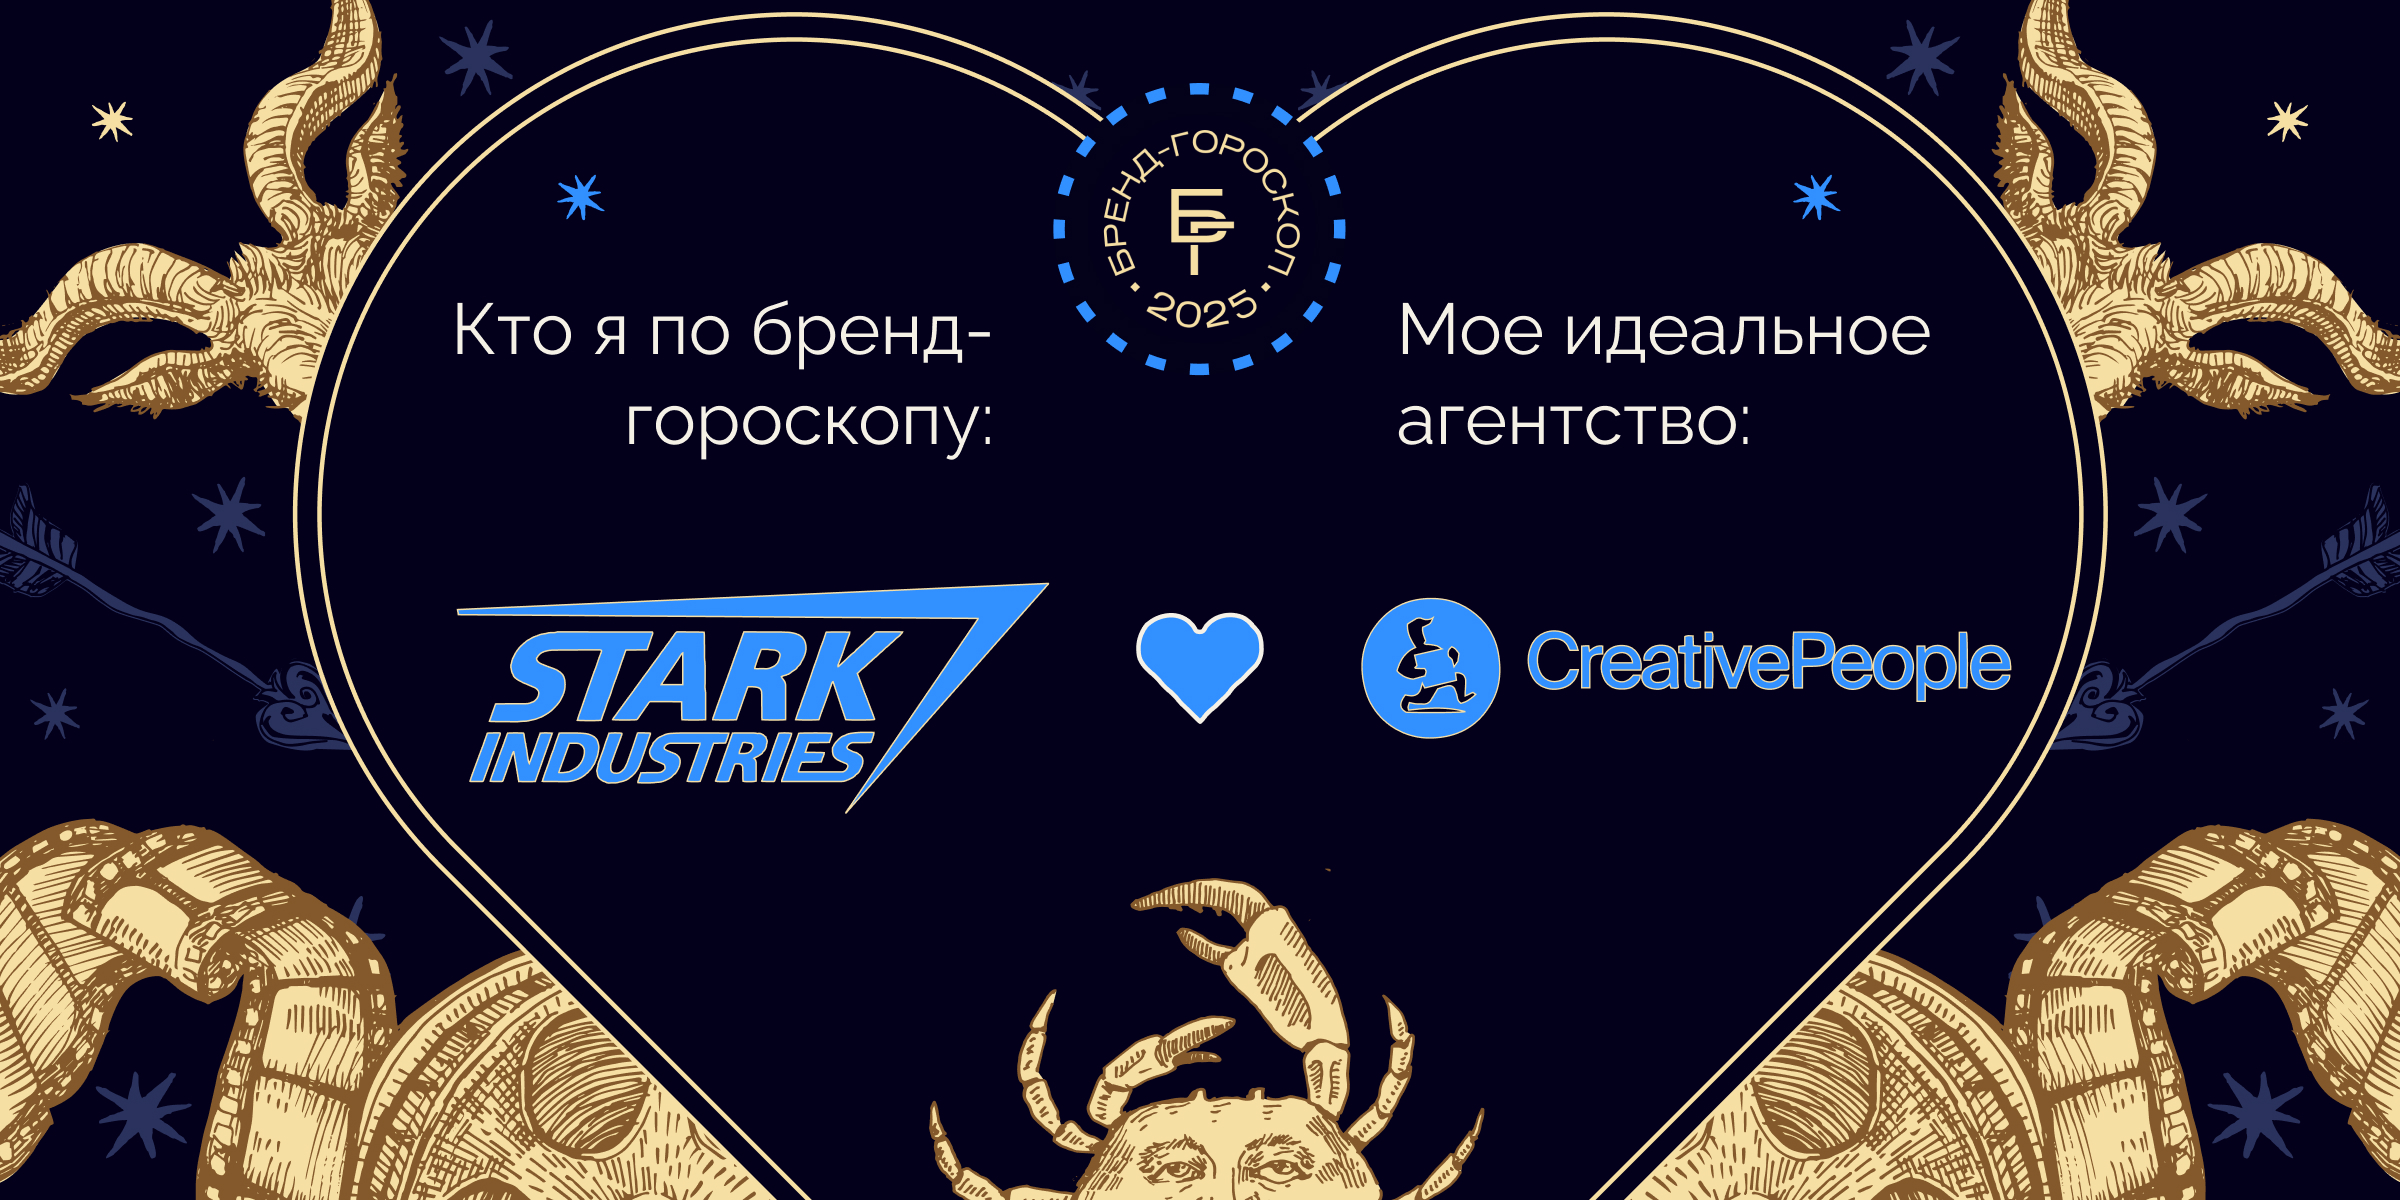 БРЕНД-ГОРОСКОП
БГ
• 2025 •
Кто я по бренд-
гороскопу:
Мое идеальное
агентство:
STARK
INDUSTRIES
CreativePeople